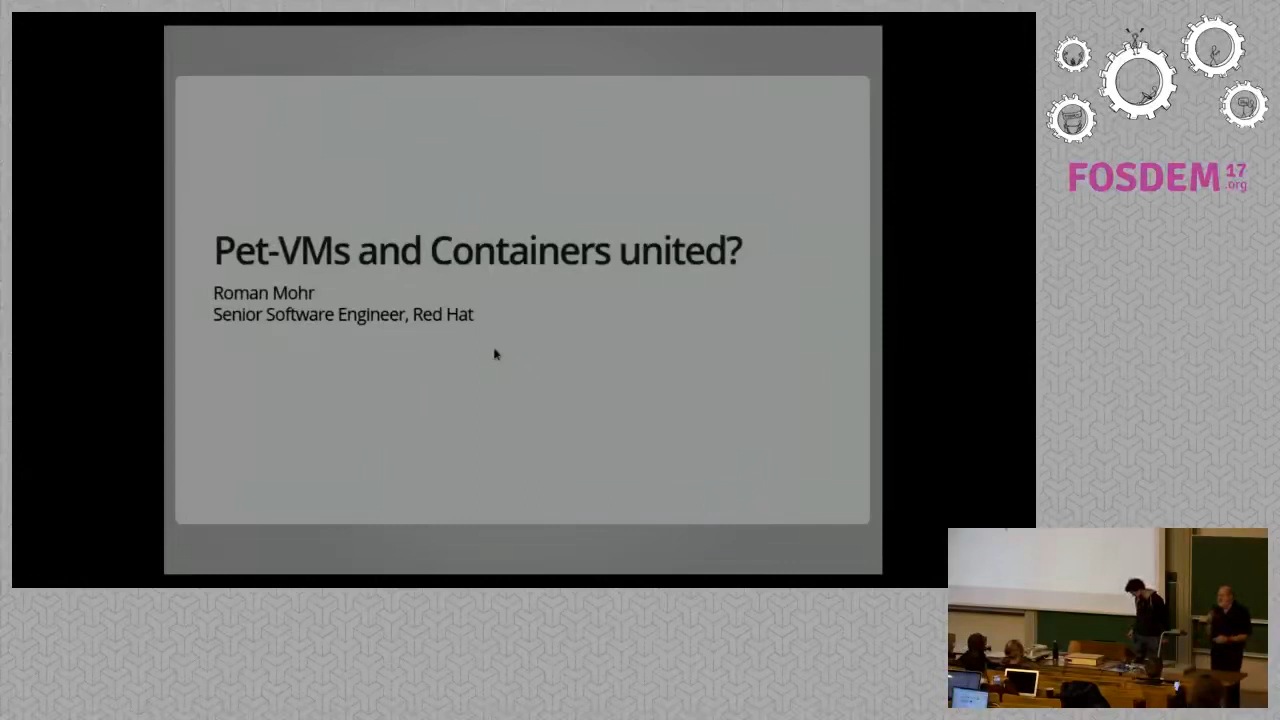 Pet-VMs and Containers united?
Roman Mohr
Senior Software Engineer, Red Hat
FOSDEM 17
.org